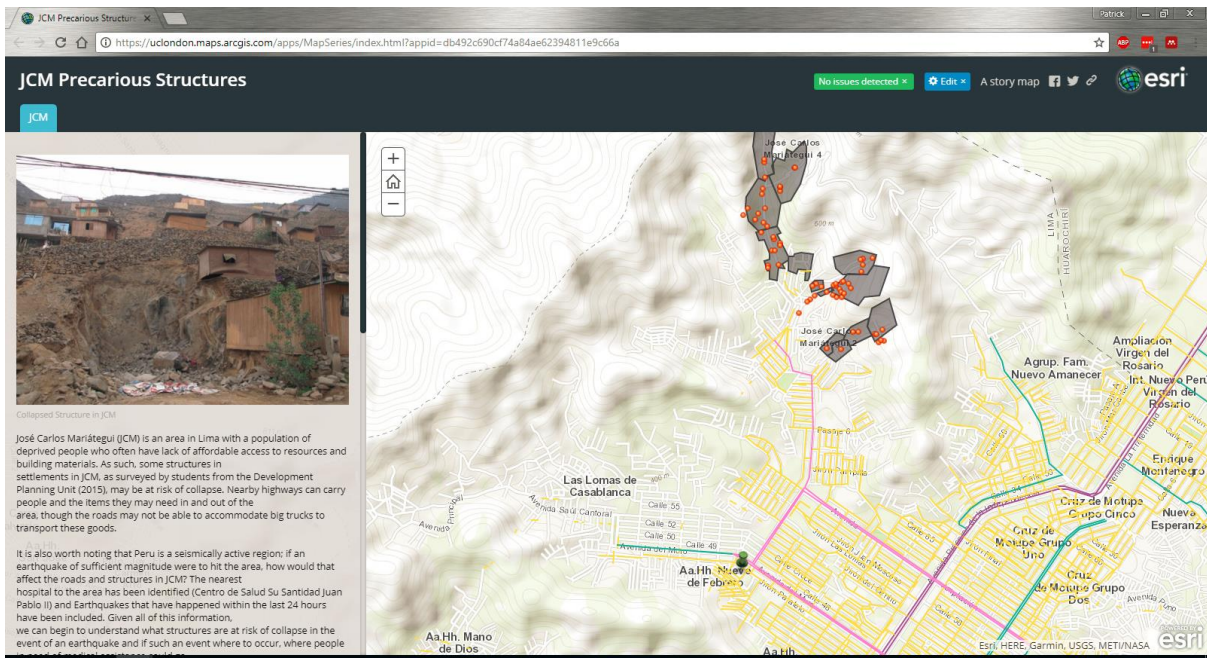 JCM Precarious Structure
Patrick
https://uclondon.maps.arcgis.com/apps/MapSeries/index.html?appid=db492c690cf74a84ae62394811e9c66a
ABP
JCM Precarious Structures
No issues detected ×
Edit ×
A story map
esri
JCM
Collapsed Structure in JCM
José Carlos Mariátegui (JCM) is an area in Lima with a population of
deprived people who often have lack of affordable access to resources and
building materials. As such, some structures in
settlements in JCM, as surveyed by students from the Development
Planning Unit (2015), may be at risk of collapse. Nearby highways can carry
people and the items they may need in and out of the
area, though the roads may not be able to accommodate big trucks to
transport these goods.
It is also worth noting that Peru is a seismically active region; if an
earthquake of sufficient magnitude were to hit the area, how would that
affect the roads and structures in JCM? The nearest
hospital to the area has been identified (Centro de Salud Su Santidad Juan
Pablo II) and Earthquakes that have happened within the last 24 hours
have been included. Given all of this information,
we can begin to understand what structures are at risk of collapse in the
event of an earthquake and if such an event where to occur, where people
José Carlos
Mariátegui 4
600 m
LIMA
HUAROCHIRI
José Carlos
Mariátegui 2
Ampliación
Virgen del
Rosario
Agrup. Fam.
Nuevo Amanecer
Int. Nuevo Perú
Virgen del
Rosario
Enrique
Montenegro
Las Lomas de
Casablanca
400 m
Avenida Saúl Cantoral
Avenida Principal
Calle 55
Calle 52
Calle 50
Calle 49
Cruz de Motupe
Grupo Cinco
Nueva
Esperanza
Cruz de
Motupe Grupo
Uno
Aa.Hh. Nueve
de Febrero
Cruz
de Motupe Grupo
Dos
Aa.Hh. Mano
de Dios
Aa.Hh.
Esri, HERE, Garmin, USGS, METI/NASA
POWERED BY
esri